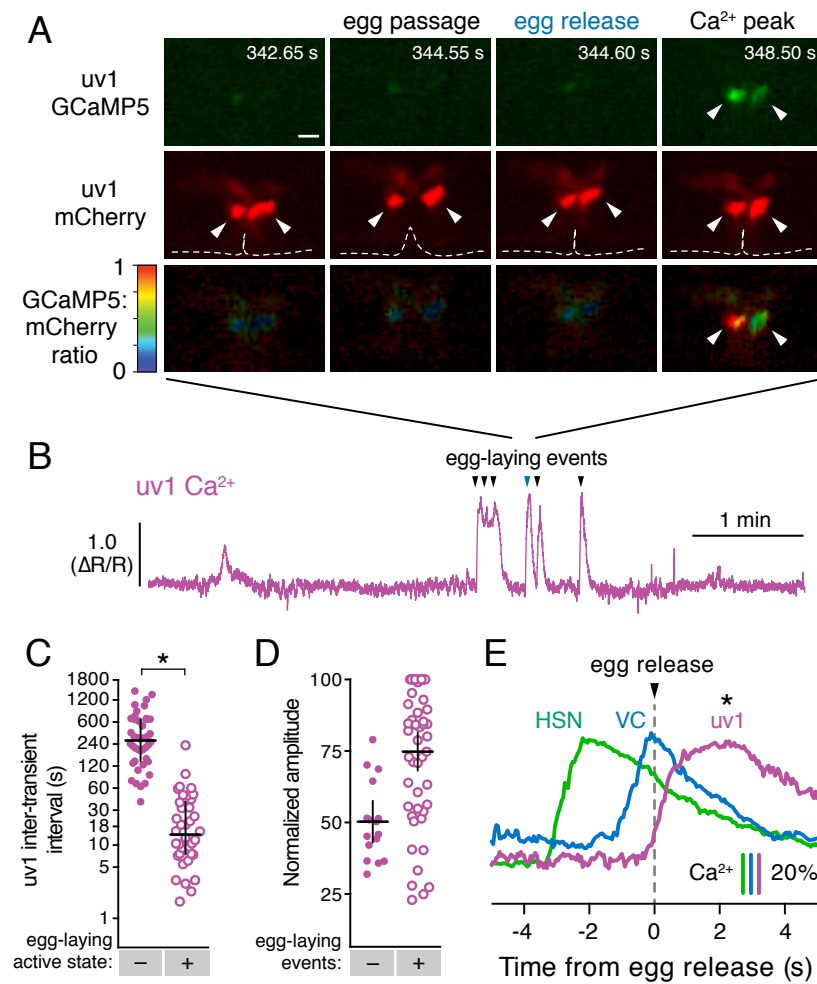 A
egg passage
egg release
Ca²⁺ peak
uv1
GCaMP5
342.65 s
344.55 s
344.60 s
348.50 s
uv1
mCherry
1
GCaMP5:
mCherry
ratio
0
B
egg-laying events
uv1 Ca²⁺
1.0
(ΔR/R)
1 min
C
*
uv1 inter-transient
interval (s)
1800
1200
600
240
120
60
30
18
10
5
1
egg-laying
active state:
−
+
D
Normalized amplitude
100
75
50
25
egg-laying
events:
−
+
E
egg release
HSN
VC
*
uv1
Ca²⁺
20%
-4
-2
0
2
4
Time from egg release (s)